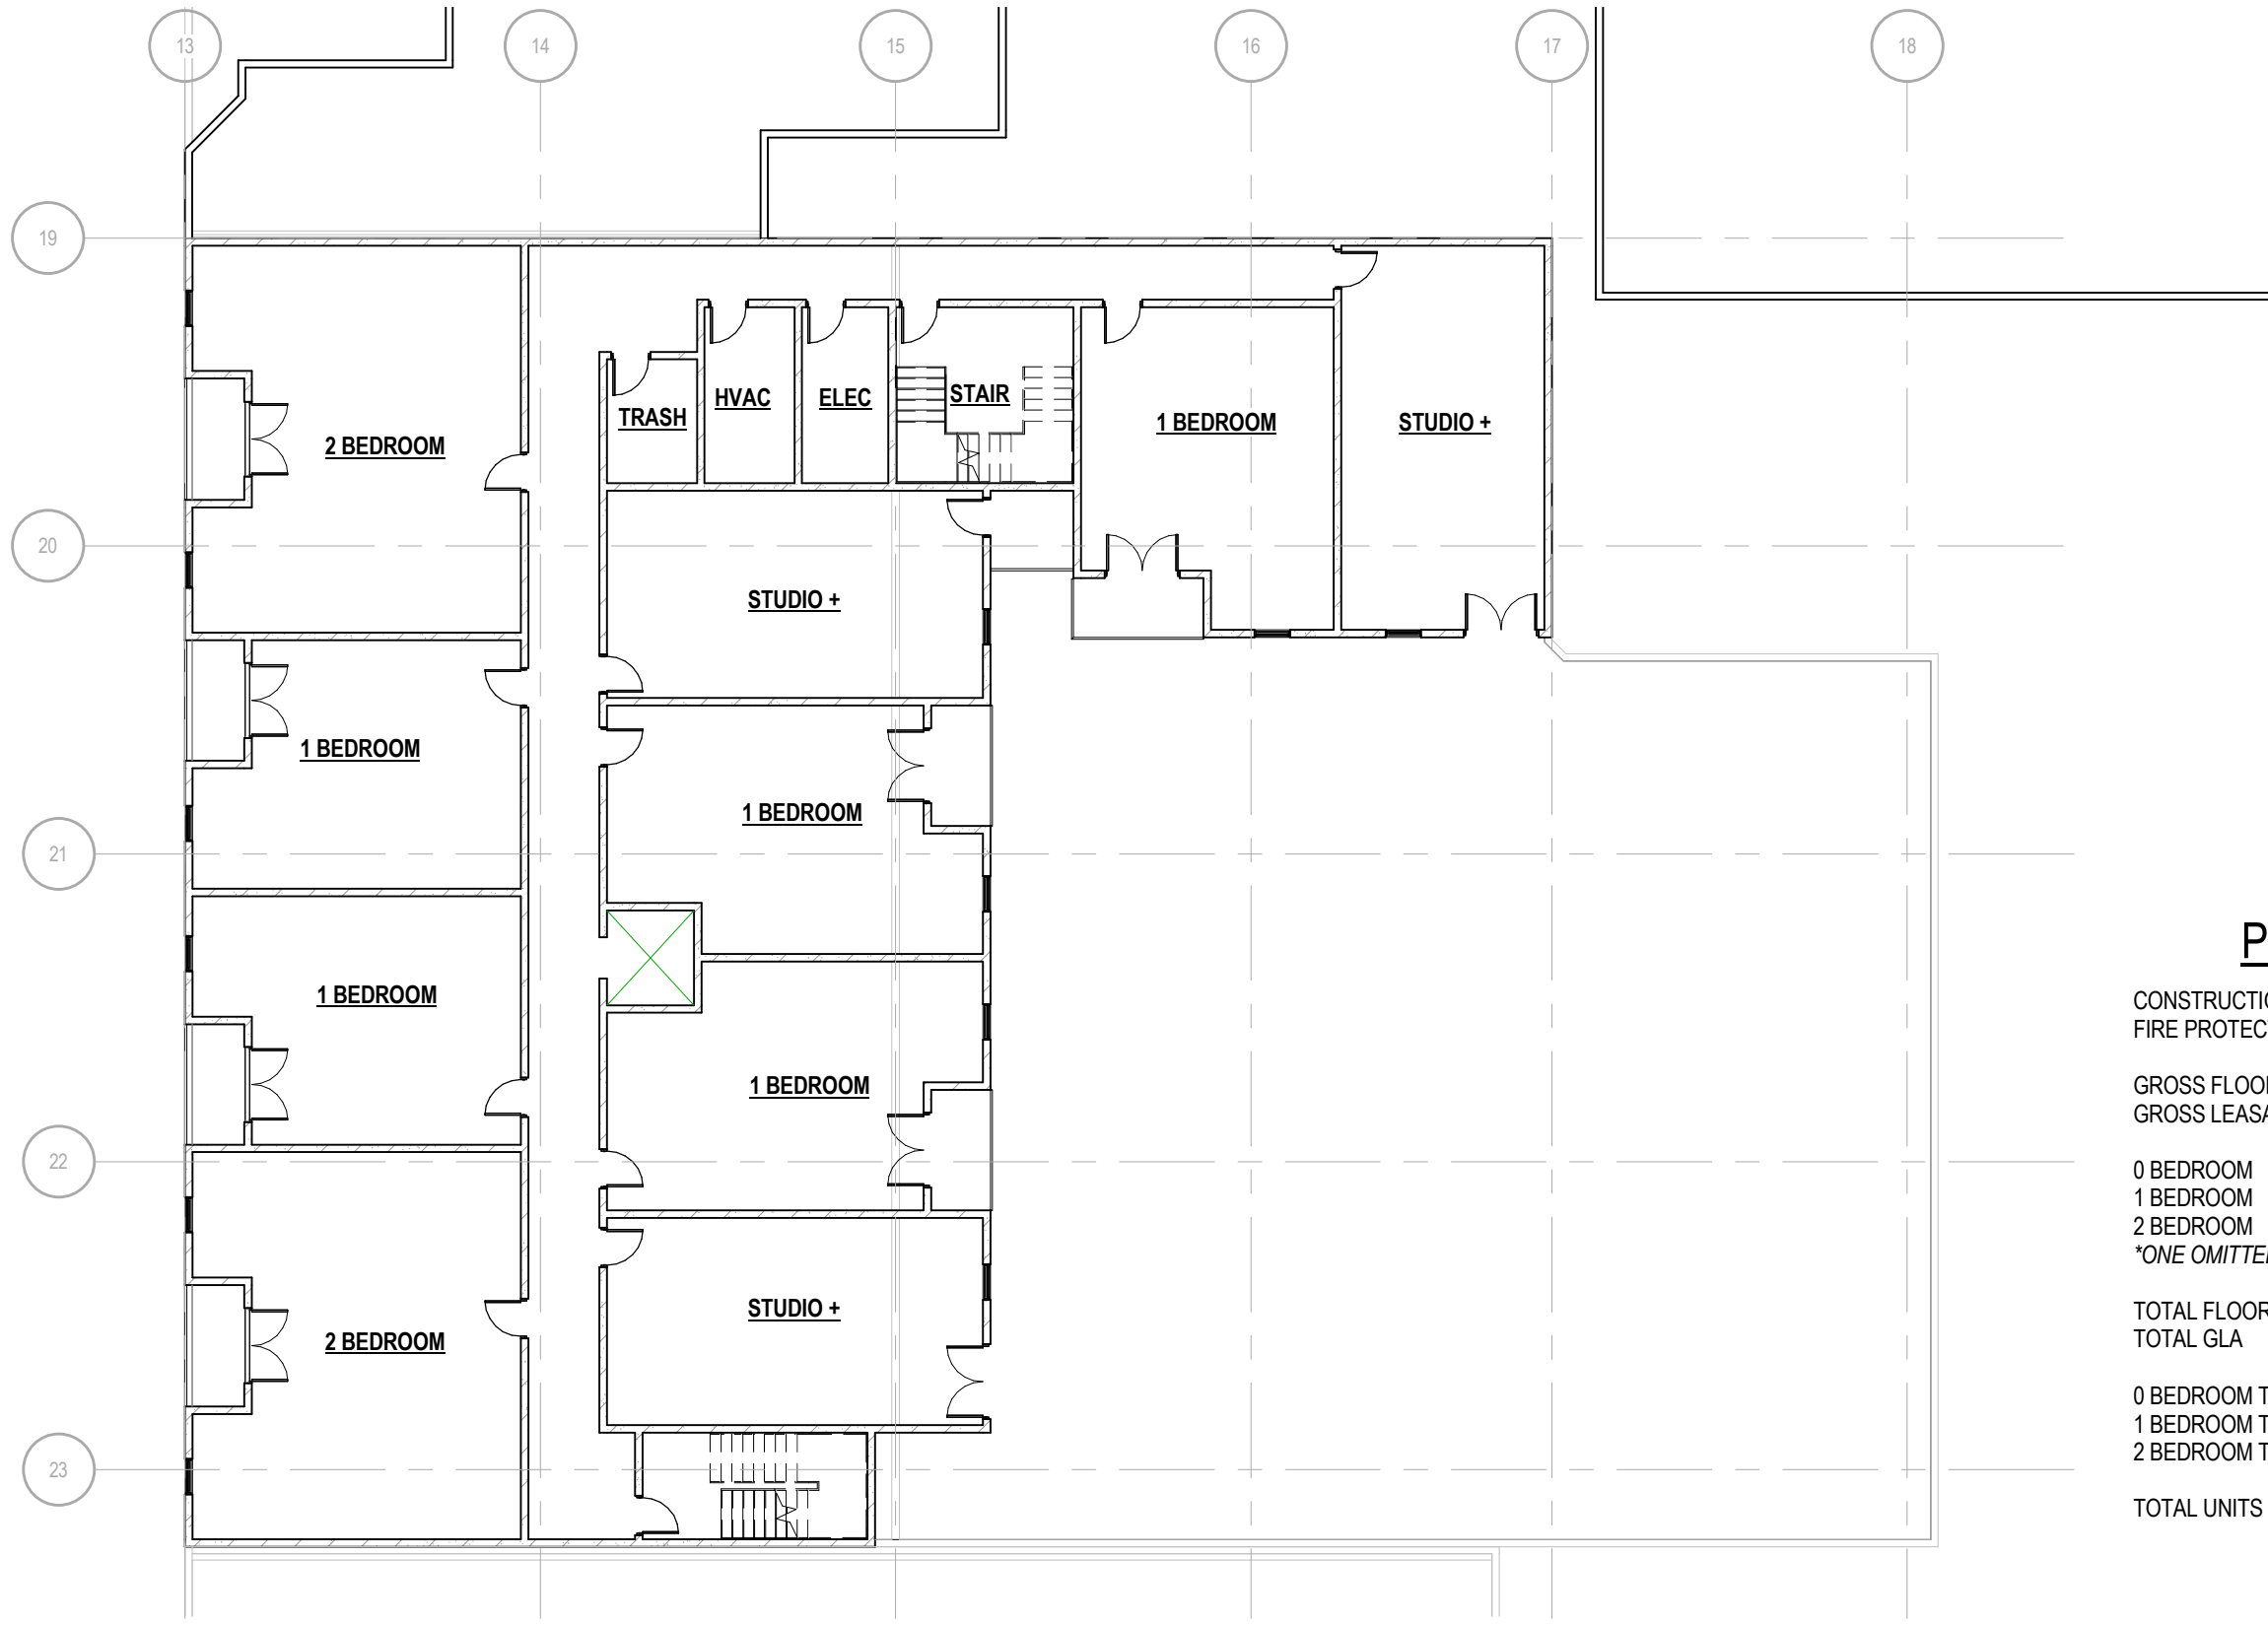 13
14
15
16
17
18
19
2 BEDROOM
TRASH
HVAC
ELEC
STAIR
1 BEDROOM
STUDIO +
20
STUDIO +
1 BEDROOM
1 BEDROOM
21
1 BEDROOM
1 BEDROOM
22
STUDIO +
2 BEDROOM
23
P
CONSTRUCTIO
FIRE PROTEC
GROSS FLOO
GROSS LEASA
0 BEDROOM
1 BEDROOM
2 BEDROOM
*ONE OMITTE
TOTAL FLOOR
TOTAL GLA
0 BEDROOM T
1 BEDROOM T
2 BEDROOM T
TOTAL UNITS